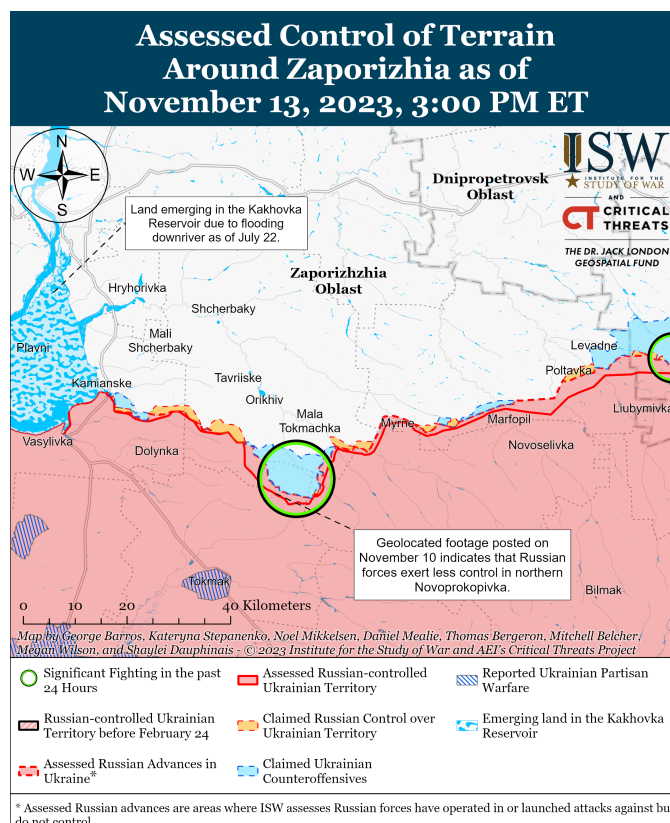 Assessed Control of Terrain
Around Zaporizhia as of
November 13, 2023, 3:00 PM ET
N
W E
S
ISW
INSTITUTE FOR THE
STUDY OF WAR
AND
CT CRITICAL
THREATS
THE DR. JACK LONDON
GEOSPATIAL FUND
Dnipropetrovsk
Oblast
Land emerging in the Kakhovka
Reservoir due to flooding
downriver as of July 22.
Zaporizhzhia
Oblast
Hryhorivka
Shcherbaky
Mali
Shcherbaky
Plavni
Levadne
Poltavka
Kamianske
Tavriiske
Orikhiv
Mala
Tokmachka
Myrne
Marfopil
Liubymivka
Vasylivka
Dolynka
Novoselivka
Geolocated footage posted on
November 10 indicates that Russian
forces exert less control in northern
Novoprokopivka.
Tokmak
Bilmak
0 10 20 40 Kilometers
Map by George Barros, Kateryna Stepanenko, Noel Mikkelsen, Daniel Mealie, Thomas Bergeron, Mitchell Belcher,
Megan Wilson, and Shaylei Dauphinais - © 2023 Institute for the Study of War and AEI's Critical Threats Project
Significant Fighting in the past
24 Hours
Assessed Russian-controlled
Ukrainian Territory
Reported Ukrainian Partisan
Warfare
Russian-controlled Ukrainian
Territory before February 24
Claimed Russian Control over
Ukrainian Territory
Emerging land in the Kakhovka
Reservoir
Assessed Russian Advances in
Ukraine*
Claimed Ukrainian
Counteroffensives
* Assessed Russian advances are areas where ISW assesses Russian forces have operated in or launched attacks against bu
do not control